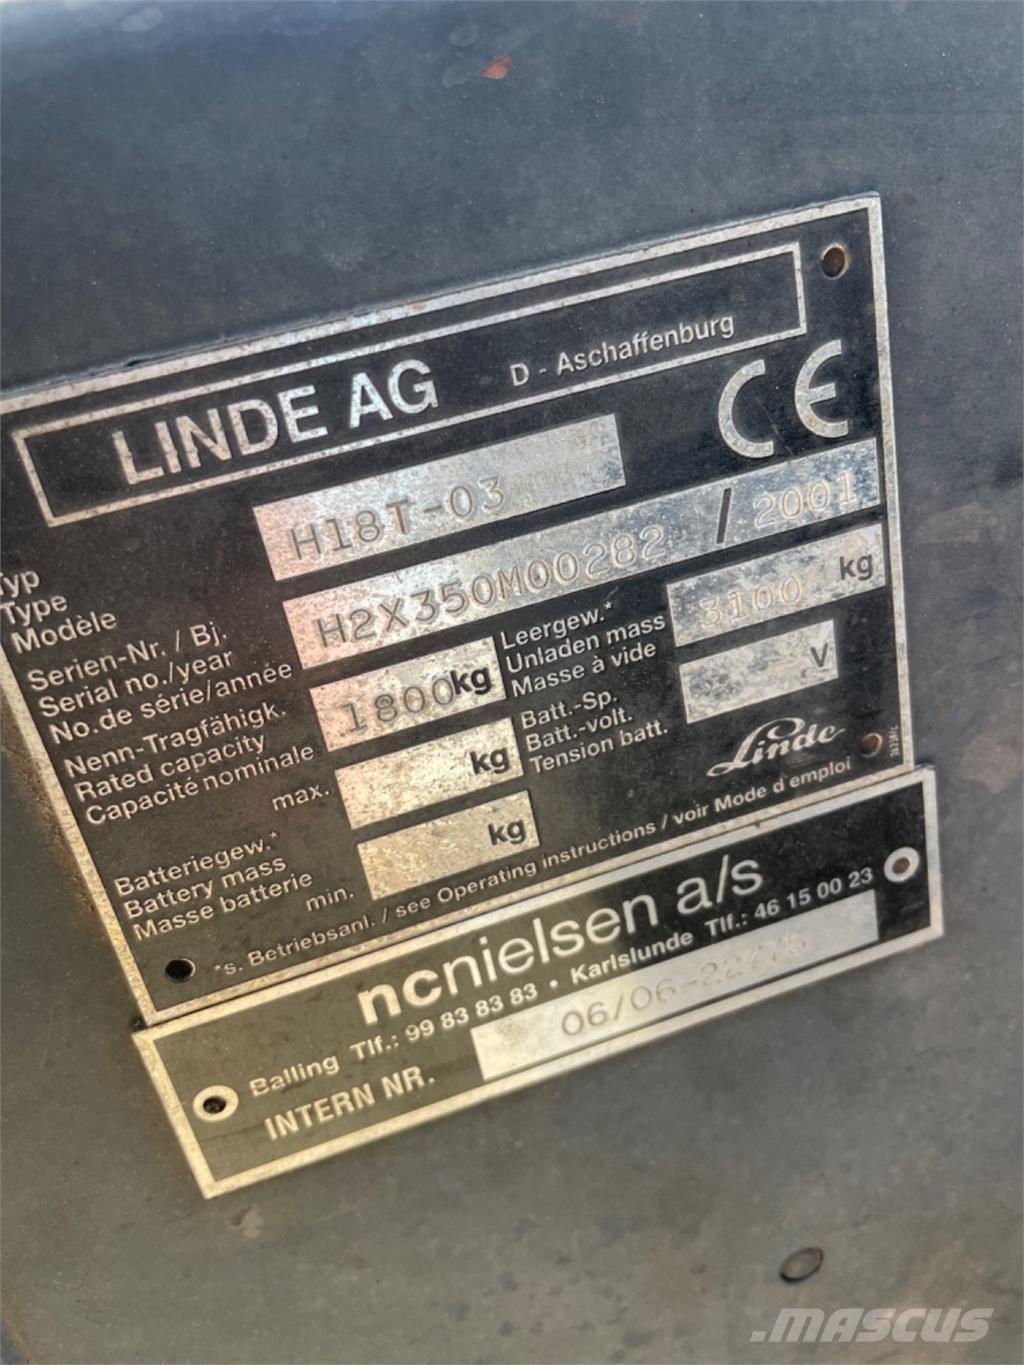 LINDE AG D - Aschaffenburg
CE
Typ
Type
Modèle
H18T-03
Serien-Nr. / Bj.
Serial no./year
No. de série/année
H2X350M00282 / 2001
Nenn-Tragfähigk.
Rated capacity
Capacité nominale
1800 kg
Leergew.*
Unladen mass
Masse à vide
3100 kg
Batt.-Sp.
Batt.-volt.
Tension batt.
V
max. kg
Batteriegew.*
Battery mass
Masse batterie
min. kg
Linde
*s. Betriebsanl. / see Operating instructions / voir Mode d'emploi
ncnielsen a/s
Balling Tlf.: 99 83 83 83 • Karlslunde Tlf.: 46 15 00 23
INTERN NR.
MASCUS